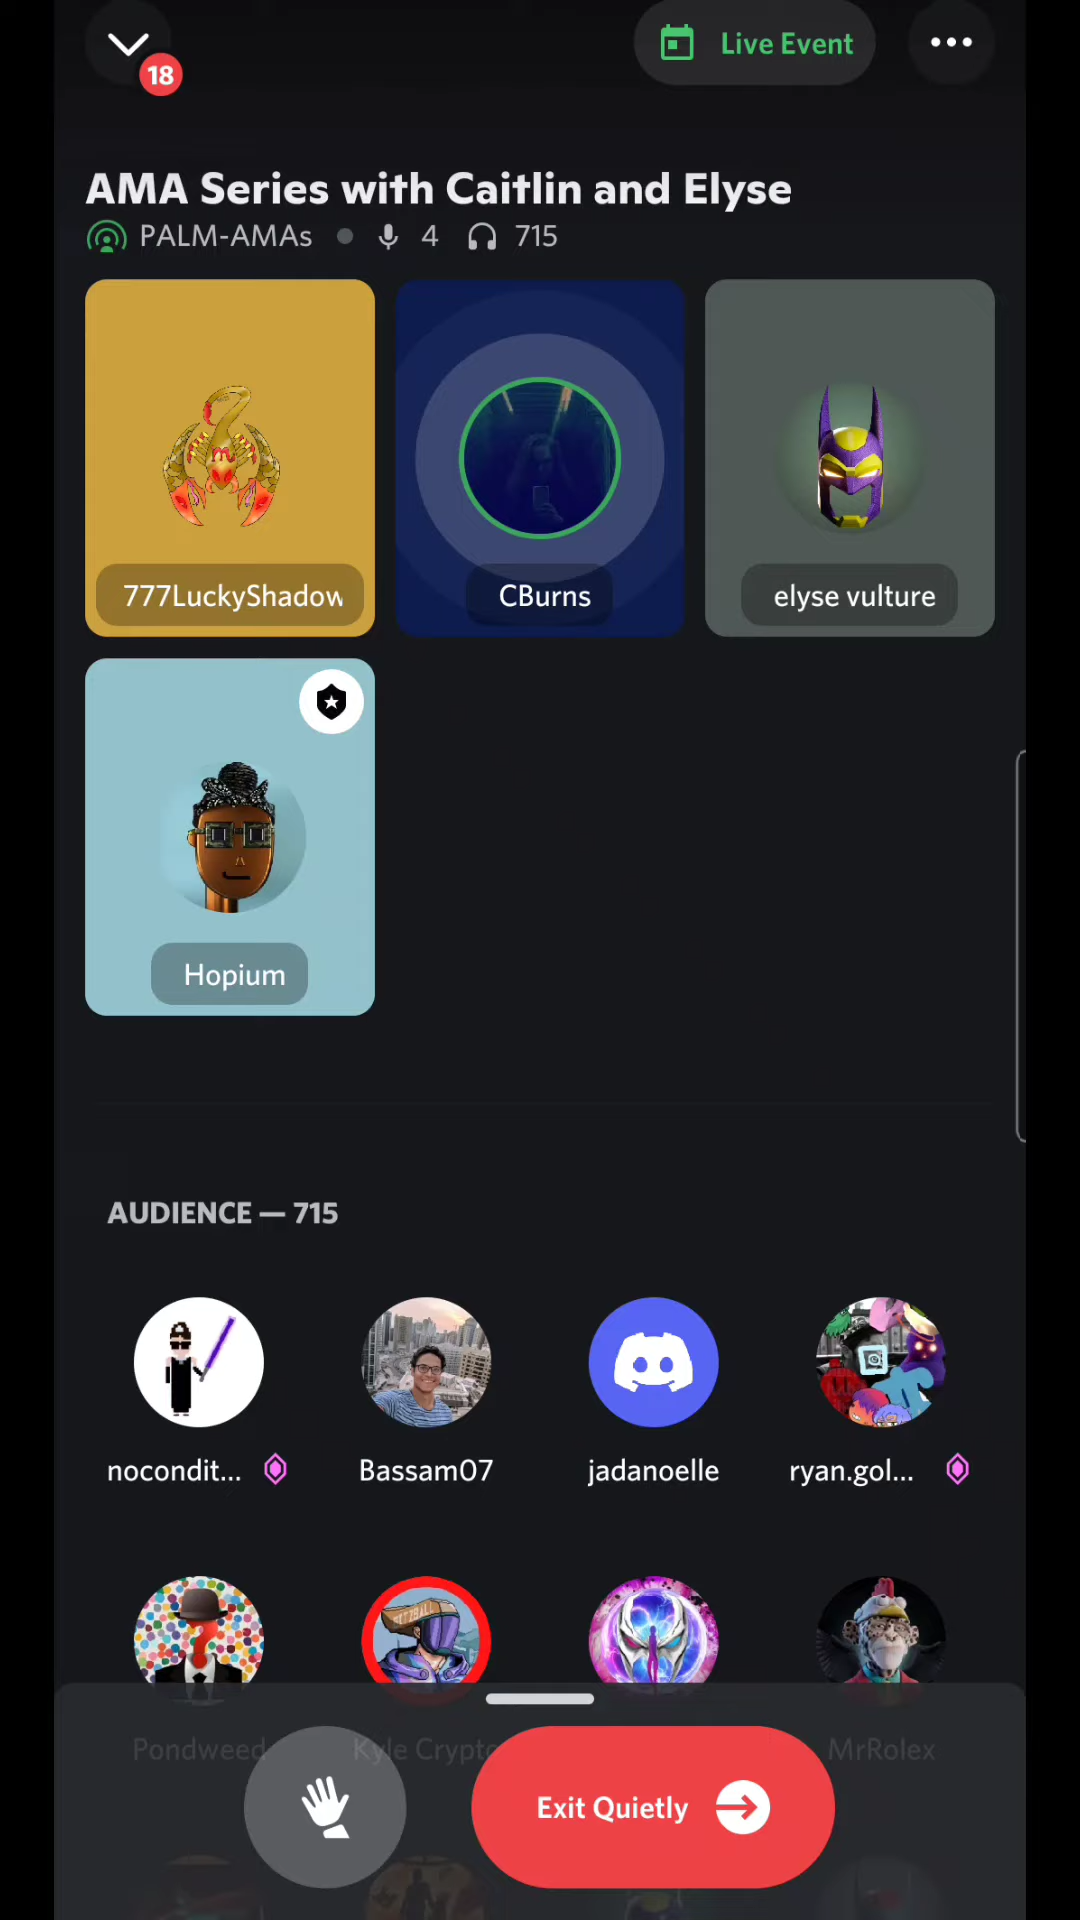 18
Live Event
AMA Series with Caitlin and Elyse
PALM-AMAs 4 715
777LuckyShadow
CBurns
elyse vulture
Hopium
AUDIENCE — 715
nocondit...
Bassam07
jadanoelle
ryan.gol...
Pondweed
Kyle Crypto
MrRolex
Exit Quietly